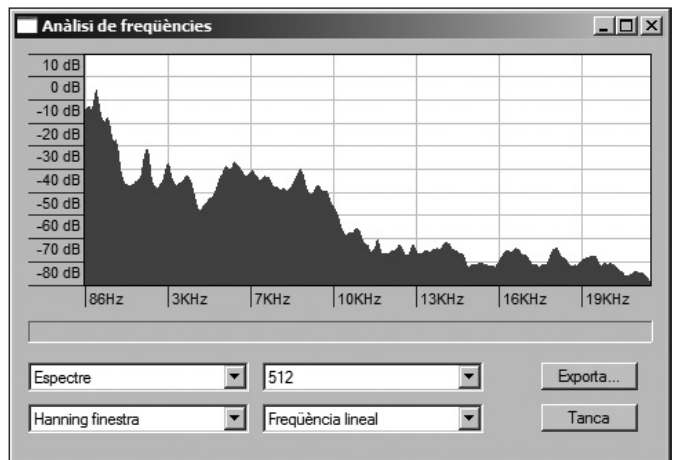 Anàlisi de freqüències
10 dB
0 dB
-10 dB
-20 dB
-30 dB
-40 dB
-50 dB
-60 dB
-70 dB
-80 dB
86Hz 3KHz 7KHz 10KHz 13KHz 16KHz 19KHz
Espectre 512 Exporta...
Hanning finestra Freqüència lineal Tanca